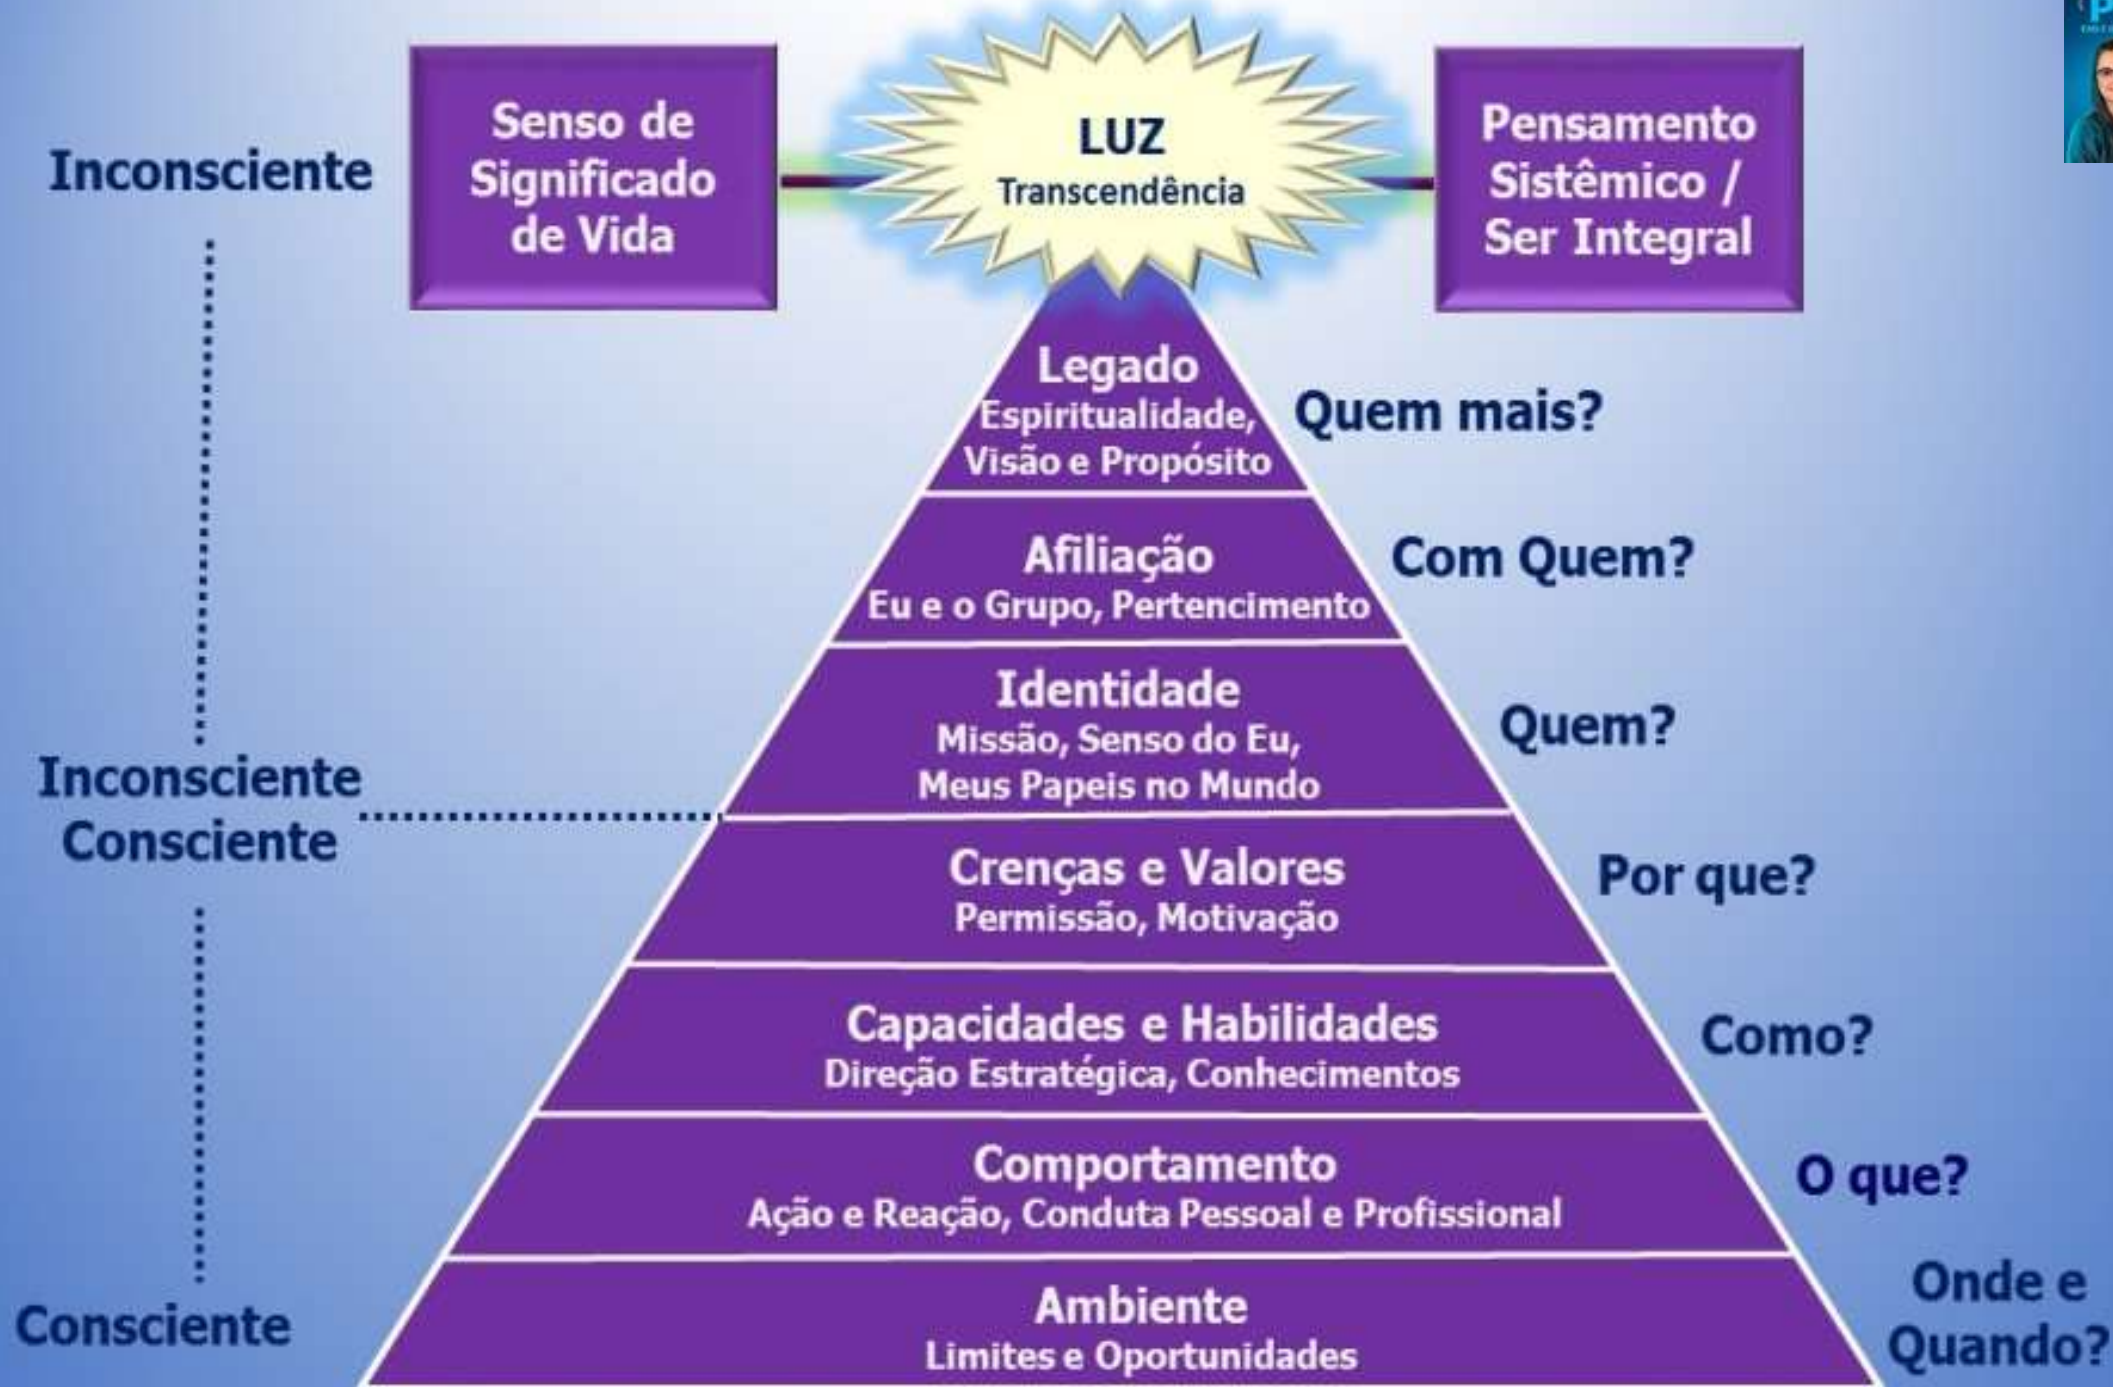 Inconsciente
Senso de
Significado
de Vida
LUZ
Transcendência
Pensamento
Sistêmico /
Ser Integral
Legado
Espiritualidade,
Visão e Propósito
Quem mais?
Afiliação
Eu e o Grupo, Pertencimento
Com Quem?
Identidade
Missão, Senso do Eu,
Meus Papeis no Mundo
Quem?
Inconsciente
Consciente
Crenças e Valores
Permissão, Motivação
Por que?
Capacidades e Habilidades
Direção Estratégica, Conhecimentos
Como?
Comportamento
Ação e Reação, Conduta Pessoal e Profissional
O que?
Consciente
Ambiente
Limites e Oportunidades
Onde e
Quando?